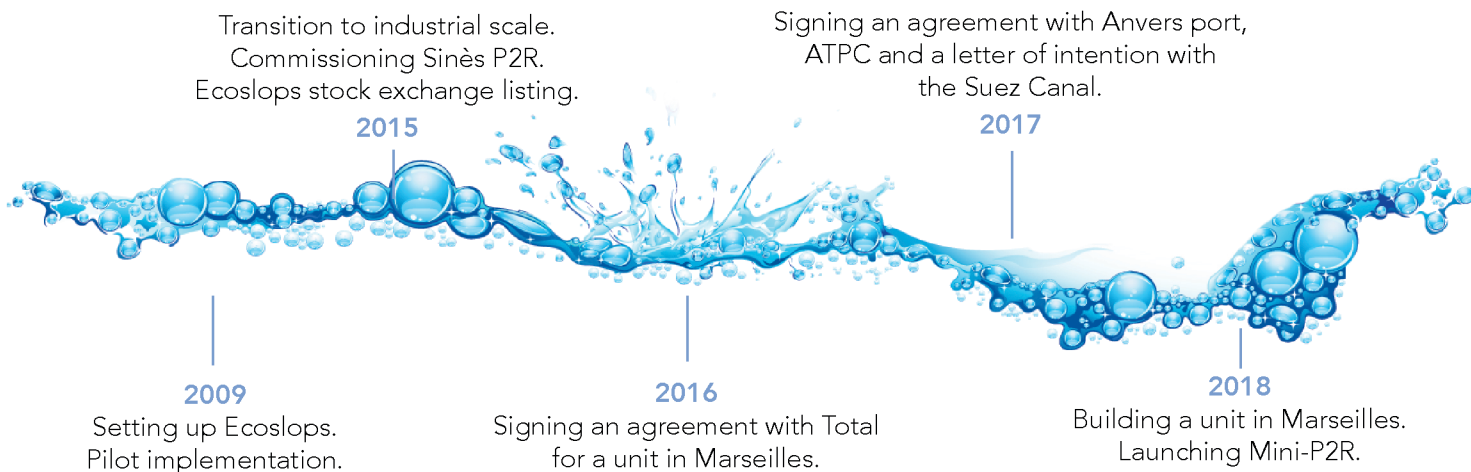 Transition to industrial scale.
Commissioning Sinès P2R.
Ecoslops stock exchange listing.
2015
Signing an agreement with Anvers port,
ATPC and a letter of intention with
the Suez Canal.
2017
2009
Setting up Ecoslops.
Pilot implementation.
2016
Signing an agreement with Total
for a unit in Marseilles.
2018
Building a unit in Marseilles.
Launching Mini-P2R.